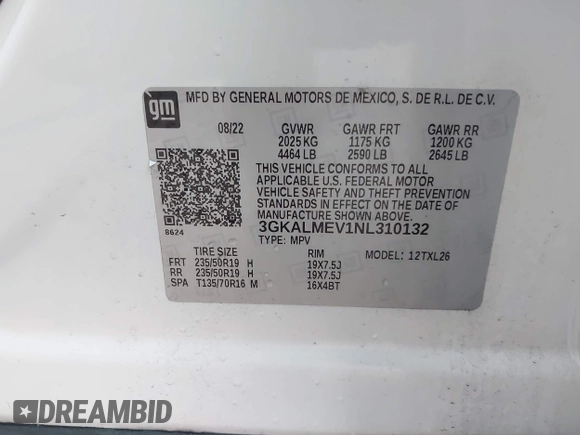 gm
MFD BY GENERAL MOTORS DE MEXICO, S. DE R.L. DE C.V.
08/22 GVWR GAWR FRT GAWR RR
2025 KG 1175 KG 1200 KG
4464 LB 2590 LB 2645 LB
THIS VEHICLE CONFORMS TO ALL
APPLICABLE U.S. FEDERAL MOTOR
VEHICLE SAFETY AND THEFT PREVENTION
STANDARDS IN EFFECT ON THE DATE OF
MANUFACTURE SHOWN ABOVE.
8624
3GKALMEV1NL310132
TYPE: MPV MODEL: 12TXL26
TIRE SIZE RIM
FRT 235/50R19 H 19X7.5J
RR 235/50R19 H 19X7.5J
SPA T135/70R16 M 16X4BT
DREAMBID